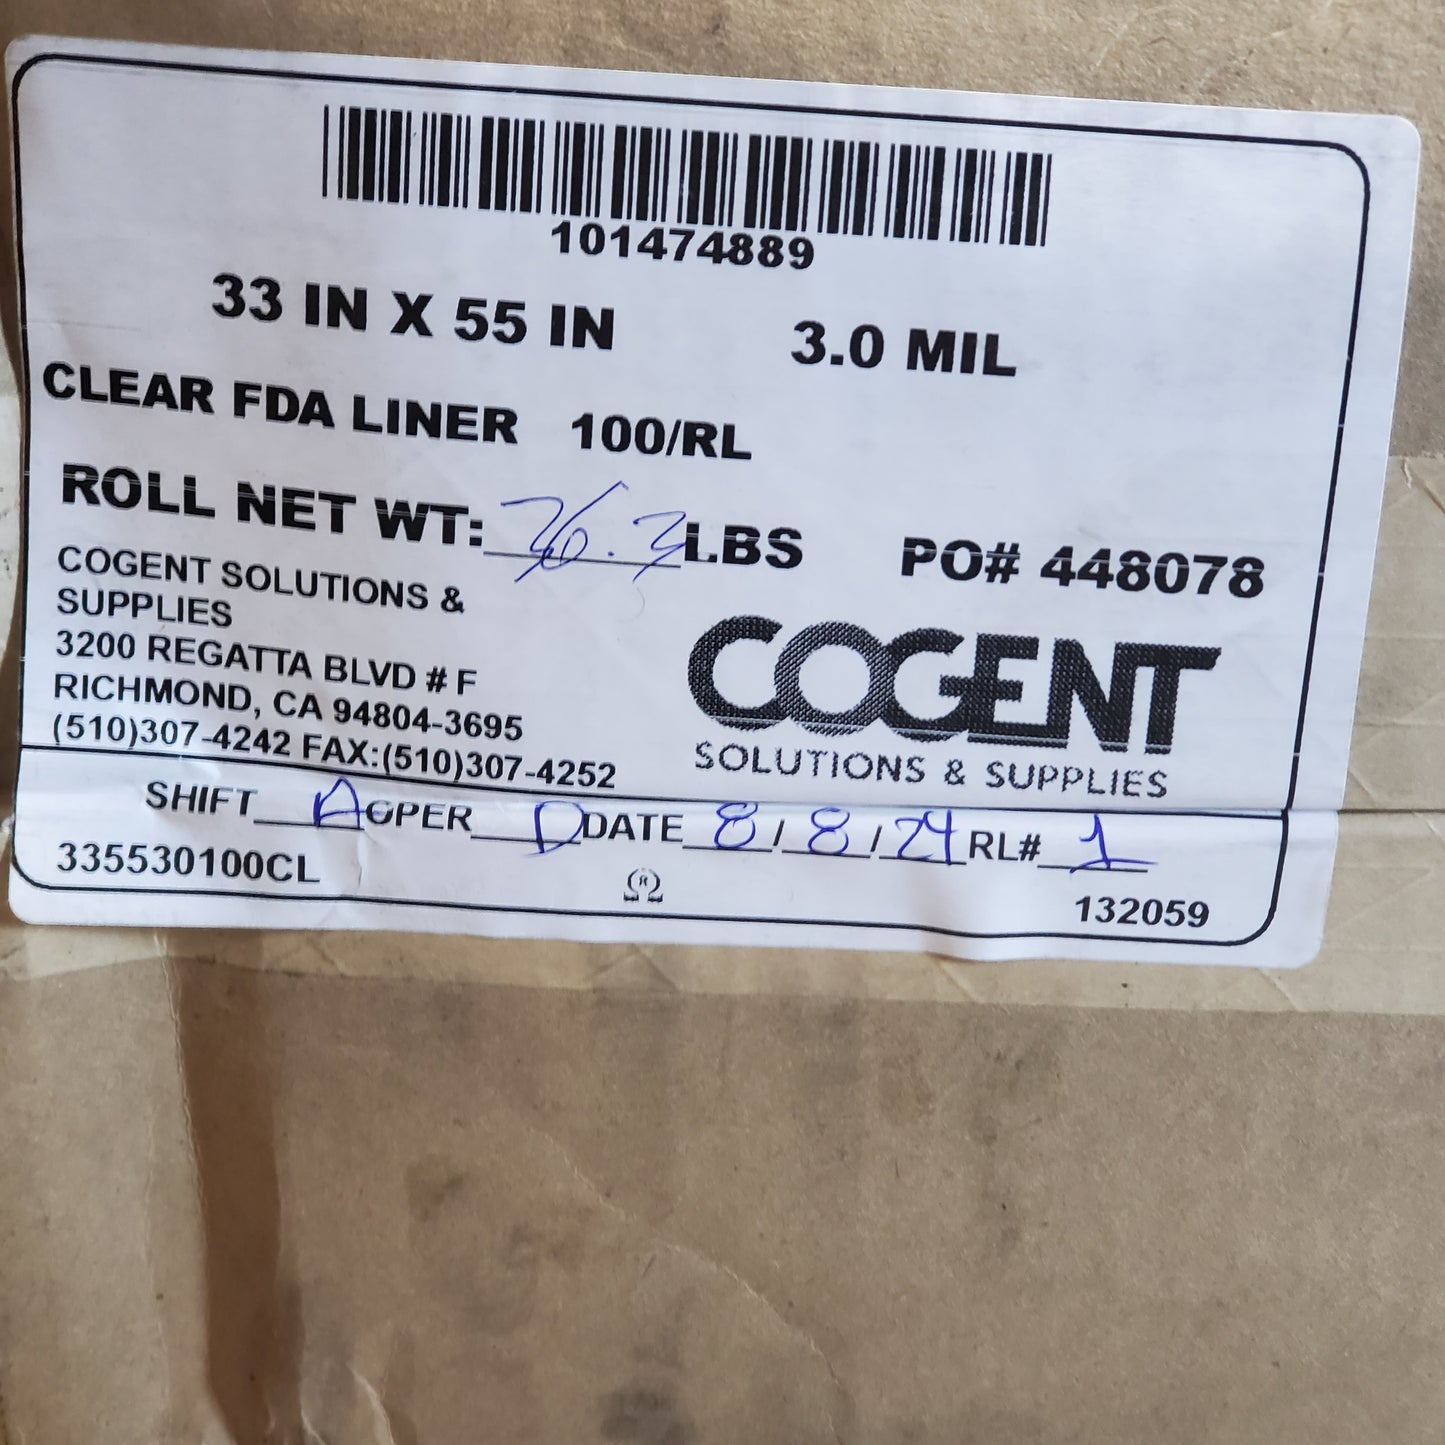 101474889
33 IN X 55 IN 3.0 MIL
CLEAR FDA LINER 100/RL
ROLL NET WT: 36.3 LBS PO# 448078
COGENT SOLUTIONS &
SUPPLIES
3200 REGATTA BLVD # F
RICHMOND, CA 94804-3695
(510)307-4242 FAX:(510)307-4252
COGENT
SOLUTIONS & SUPPLIES
SHIFT A OPER D DATE 8/8/24 RL# 1
335530100CL
132059